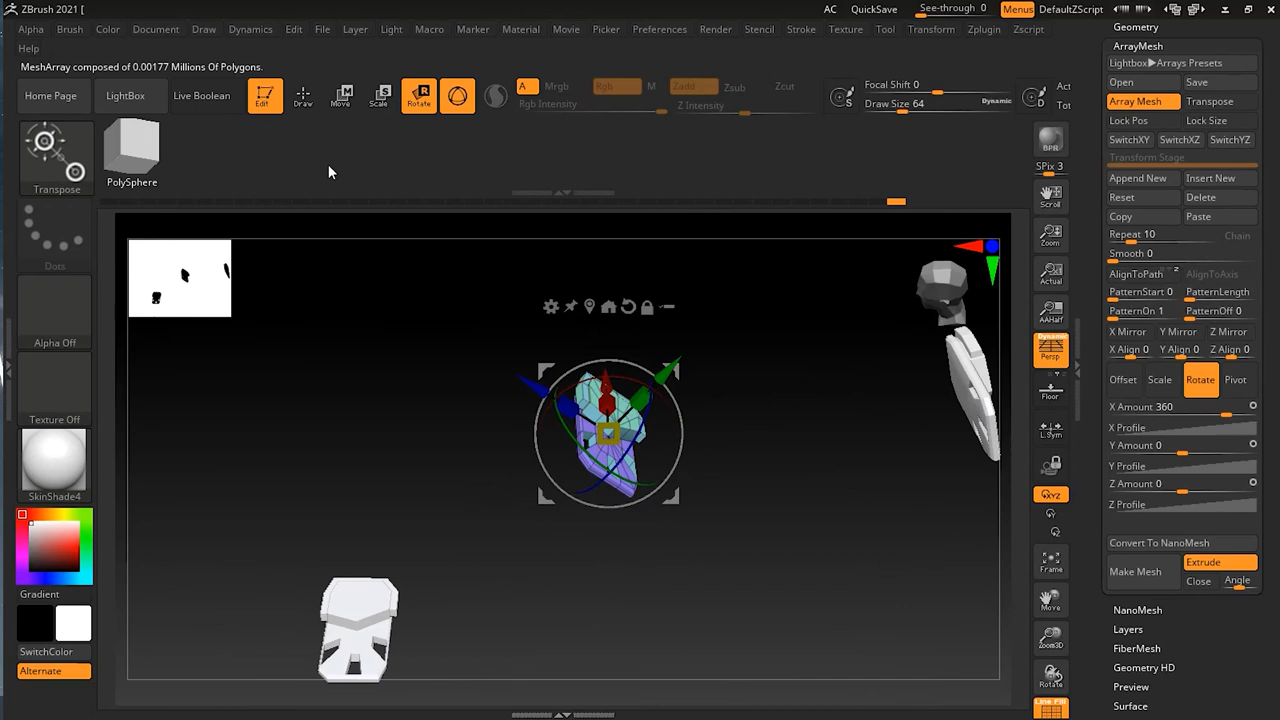 ZBrush 2021 [
AC QuickSave See-through 0 Menus DefaultZScript
Alpha Brush Color Document Draw Dynamics Edit File Layer Light Macro Marker Material Movie Picker Preferences Render Stencil Stroke Texture Tool Transform Zplugin Zscript
Help
MeshArray composed of 0.00177 Millions Of Polygons.
Home Page LightBox Live Boolean Edit Draw Move Scale Rotate A Mrgb Rgb M Zadd Zsub Zcut Focal Shift 0 Act
Rgb Intensity Z Intensity Draw Size 64 Dynamic Tot
S D
Transpose
PolySphere
Dots
Alpha Off
Texture Off
SkinShade4
Gradient
SwitchColor
Alternate
BPR
SPix 3
Scroll
Zoom
Actual
AAHalf
Dynamic
Persp
Floor
L.Sym
XYZ
Y
Z
Frame
Move
Zoom3D
Rotate
Line Fill
Geometry
ArrayMesh
Lightbox▶Arrays Presets
Open Save
Array Mesh Transpose
Lock Pos Lock Size
SwitchXY SwitchXZ SwitchYZ
Transform Stage
Append New Insert New
Reset Delete
Copy Paste
Repeat 10 Chain
Smooth 0
AlignToPath AlignToAxis
PatternStart 0 PatternLength
PatternOn 1 PatternOff 0
X Mirror Y Mirror Z Mirror
X Align 0 Y Align 0 Z Align 0
Offset Scale Rotate Pivot
X Amount 360
X Profile
Y Amount 0
Y Profile
Z Amount 0
Z Profile
Convert To NanoMesh
Make Mesh Extrude
Close Angle
NanoMesh
Layers
FiberMesh
Geometry HD
Preview
Surface